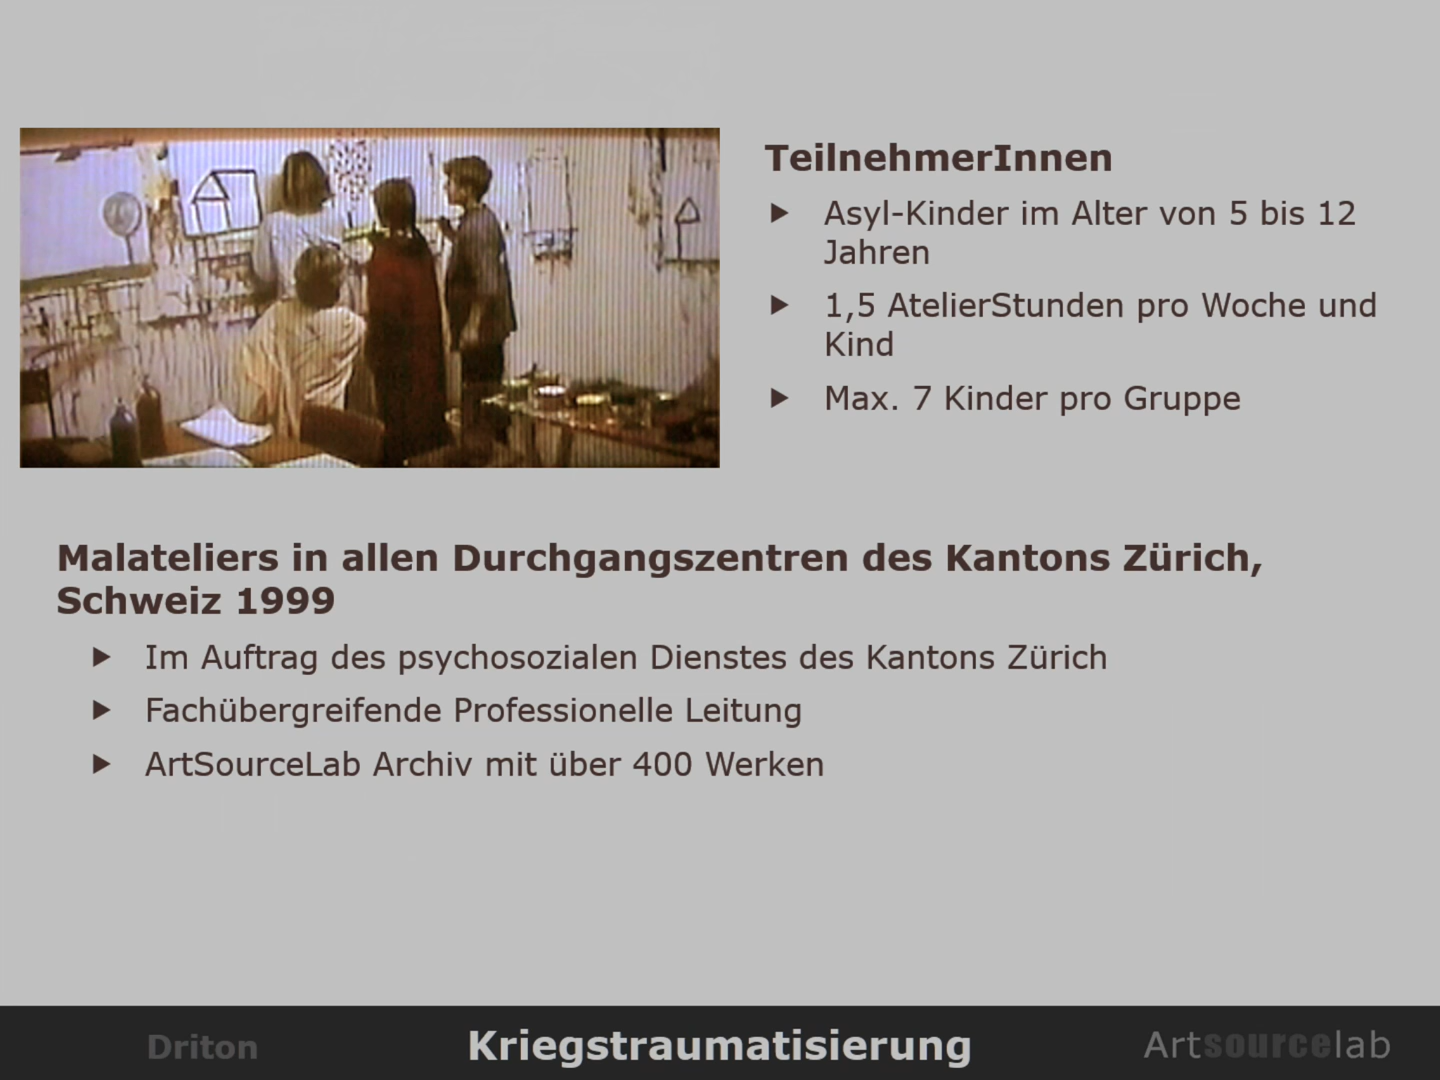 TeilnehmerInnen
▶ Asyl-Kinder im Alter von 5 bis 12
Jahren
▶ 1,5 AtelierStunden pro Woche und
Kind
▶ Max. 7 Kinder pro Gruppe
Malateliers in allen Durchgangszentren des Kantons Zürich,
Schweiz 1999
▶ Im Auftrag des psychosozialen Dienstes des Kantons Zürich
▶ Fachübergreifende Professionelle Leitung
▶ ArtSourceLab Archiv mit über 400 Werken
Driton
Kriegstraumatisierung
Artsourcelab